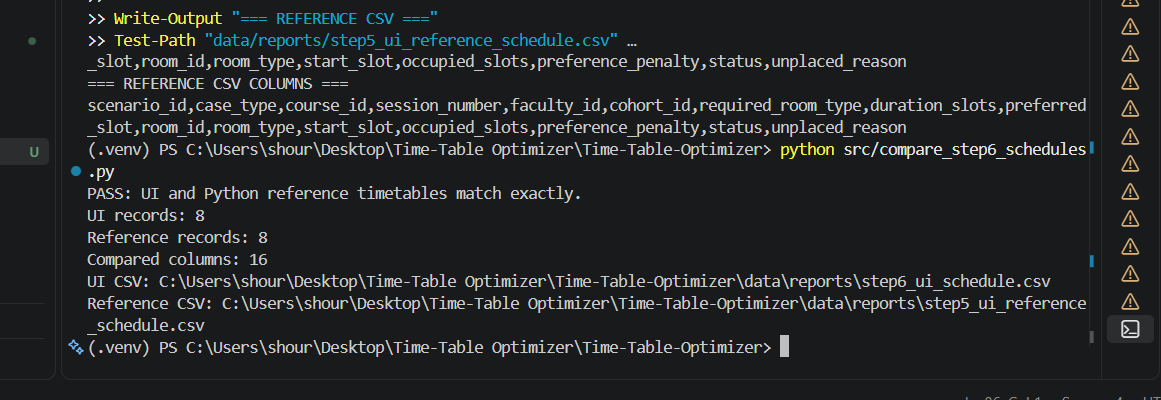 >> Write-Output "=== REFERENCE CSV ==="
>> Test-Path "data/reports/step5_ui_reference_schedule.csv" …
_slot,room_id,room_type,start_slot,occupied_slots,preference_penalty,status,unplaced_reason
=== REFERENCE CSV COLUMNS ===
scenario_id,case_type,course_id,session_number,faculty_id,cohort_id,required_room_type,duration_slots,preferred
_slot,room_id,room_type,start_slot,occupied_slots,preference_penalty,status,unplaced_reason
(.venv) PS C:\Users\shour\Desktop\Time-Table Optimizer\Time-Table-Optimizer> python src/compare_step6_schedules
.py
PASS: UI and Python reference timetables match exactly.
UI records: 8
Reference records: 8
Compared columns: 16
UI CSV: C:\Users\shour\Desktop\Time-Table Optimizer\Time-Table-Optimizer\data\reports\step6_ui_schedule.csv
Reference CSV: C:\Users\shour\Desktop\Time-Table Optimizer\Time-Table-Optimizer\data\reports\step5_ui_reference
_schedule.csv
(.venv) PS C:\Users\shour\Desktop\Time-Table Optimizer\Time-Table-Optimizer>
U